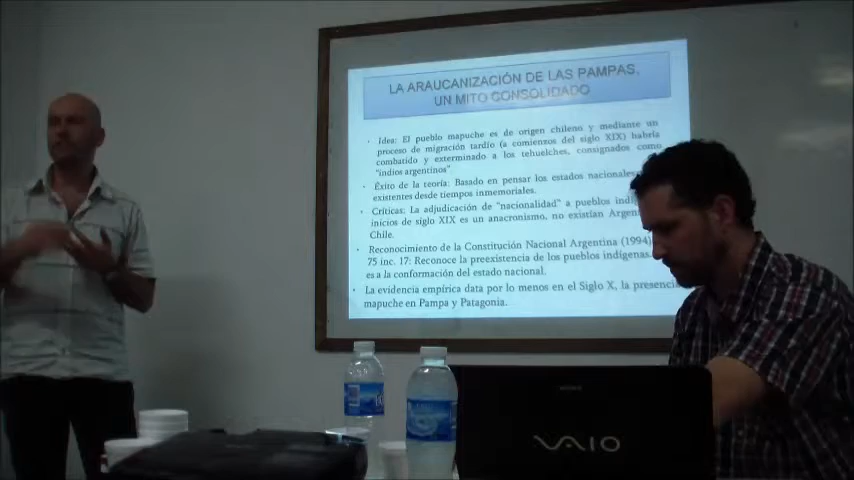 LA ARAUCANIZACIÓN DE LAS PAMPAS,
UN MITO CONSOLIDADO
Idea: El pueblo mapuche es de origen chileno y mediante un
proceso de migración tardío (a comienzos del siglo XIX) habría
combatido y exterminado a los tehuelches, consignados como
"indios argentinos"
Éxito de la teoría: Basado en pensar los estados nacionales
existentes desde tiempos inmemoriales.
Críticas: La adjudicación de "nacionalidad" a pueblos
inicios de siglo XIX es un anacronismo, no existían
Chile.
Reconocimiento de la Constitución Nacional Argentina (1994)
75 inc. 17: Reconoce la preexistencia de los pueblos indígenas
es a la conformación del estado nacional.
La evidencia empírica data por lo menos en el Siglo X, la presencia
mapuche en Pampa y Patagonia.
VAIO